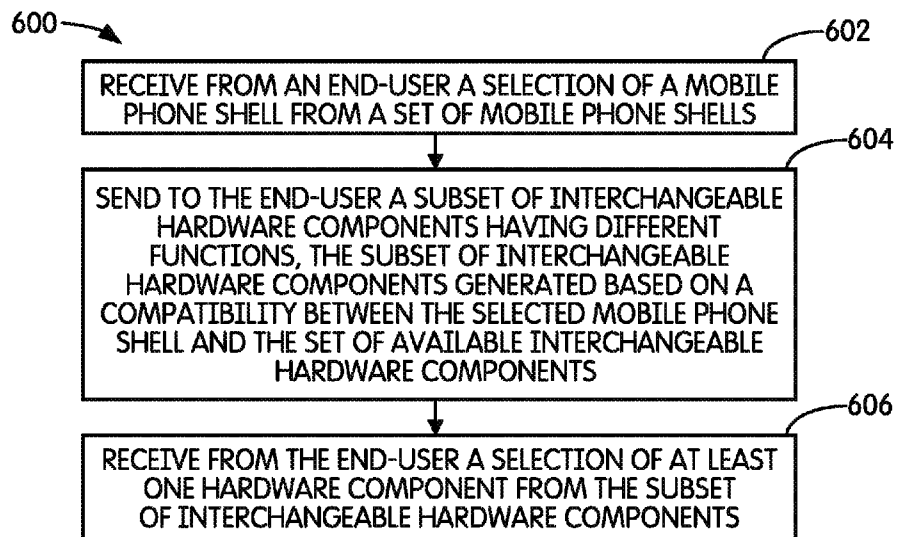 600
602
RECEIVE FROM AN END-USER A SELECTION OF A MOBILE
PHONE SHELL FROM A SET OF MOBILE PHONE SHELLS
604
SEND TO THE END-USER A SUBSET OF INTERCHANGEABLE
HARDWARE COMPONENTS HAVING DIFFERENT
FUNCTIONS, THE SUBSET OF INTERCHANGEABLE
HARDWARE COMPONENTS GENERATED BASED ON A
COMPATIBILITY BETWEEN THE SELECTED MOBILE PHONE
SHELL AND THE SET OF AVAILABLE INTERCHANGEABLE
HARDWARE COMPONENTS
606
RECEIVE FROM THE END-USER A SELECTION OF AT LEAST
ONE HARDWARE COMPONENT FROM THE SUBSET
OF INTERCHANGEABLE HARDWARE COMPONENTS